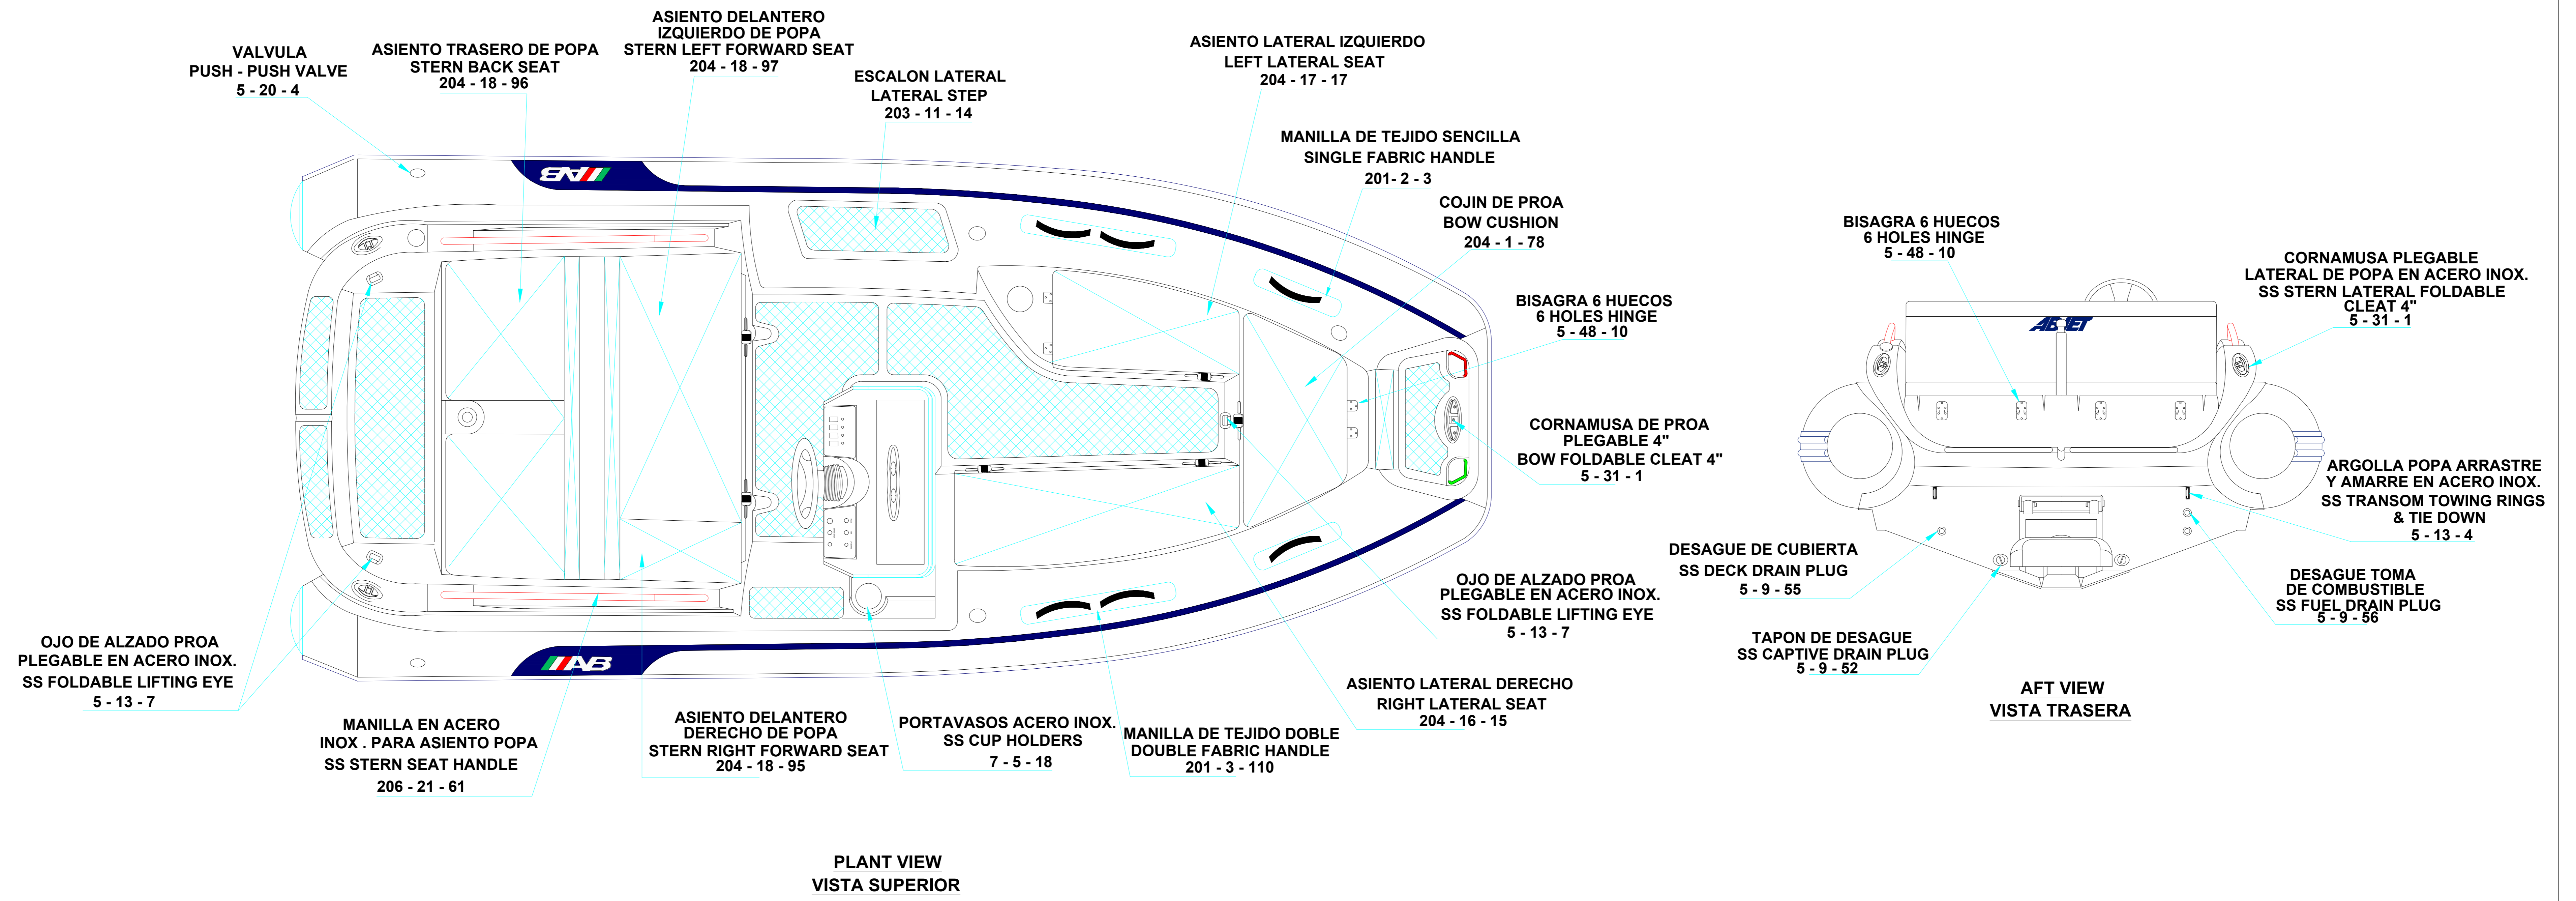 VALVULA
PUSH - PUSH VALVE
5 - 20 - 4
ASIENTO TRASERO DE POPA
STERN BACK SEAT
204 - 18 - 96
ASIENTO DELANTERO
IZQUIERDO DE POPA
STERN LEFT FORWARD SEAT
204 - 18 - 97
ESCALON LATERAL
LATERAL STEP
203 - 11 - 14
ASIENTO LATERAL IZQUIERDO
LEFT LATERAL SEAT
204 - 17 - 17
MANILLA DE TEJIDO SENCILLA
SINGLE FABRIC HANDLE
201- 2 - 3
COJIN DE PROA
BOW CUSHION
204 - 1 - 78
BISAGRA 6 HUECOS
6 HOLES HINGE
5 - 48 - 10
CORNAMUSA DE PROA
PLEGABLE 4"
BOW FOLDABLE CLEAT 4"
5 - 31 - 1
OJO DE ALZADO PROA
PLEGABLE EN ACERO INOX.
SS FOLDABLE LIFTING EYE
5 - 13 - 7
ASIENTO LATERAL DERECHO
RIGHT LATERAL SEAT
204 - 16 - 15
MANILLA DE TEJIDO DOBLE
DOUBLE FABRIC HANDLE
201 - 3 - 110
PORTAVASOS ACERO INOX.
SS CUP HOLDERS
7 - 5 - 18
ASIENTO DELANTERO
DERECHO DE POPA
STERN RIGHT FORWARD SEAT
204 - 18 - 95
MANILLA EN ACERO
INOX . PARA ASIENTO POPA
SS STERN SEAT HANDLE
206 - 21 - 61
OJO DE ALZADO PROA
PLEGABLE EN ACERO INOX.
SS FOLDABLE LIFTING EYE
5 - 13 - 7
AB
AB
PLANT VIEW
VISTA SUPERIOR
BISAGRA 6 HUECOS
6 HOLES HINGE
5 - 48 - 10
CORNAMUSA PLEGABLE
LATERAL DE POPA EN ACERO INOX.
SS STERN LATERAL FOLDABLE
CLEAT 4"
5 - 31 - 1
ARGOLLA POPA ARRASTRE
Y AMARRE EN ACERO INOX.
SS TRANSOM TOWING RINGS
& TIE DOWN
5 - 13 - 4
DESAGUE DE CUBIERTA
SS DECK DRAIN PLUG
5 - 9 - 55
DESAGUE TOMA
DE COMBUSTIBLE
SS FUEL DRAIN PLUG
5 - 9 - 56
TAPON DE DESAGUE
SS CAPTIVE DRAIN PLUG
5 - 9 - 52
AFT VIEW
VISTA TRASERA